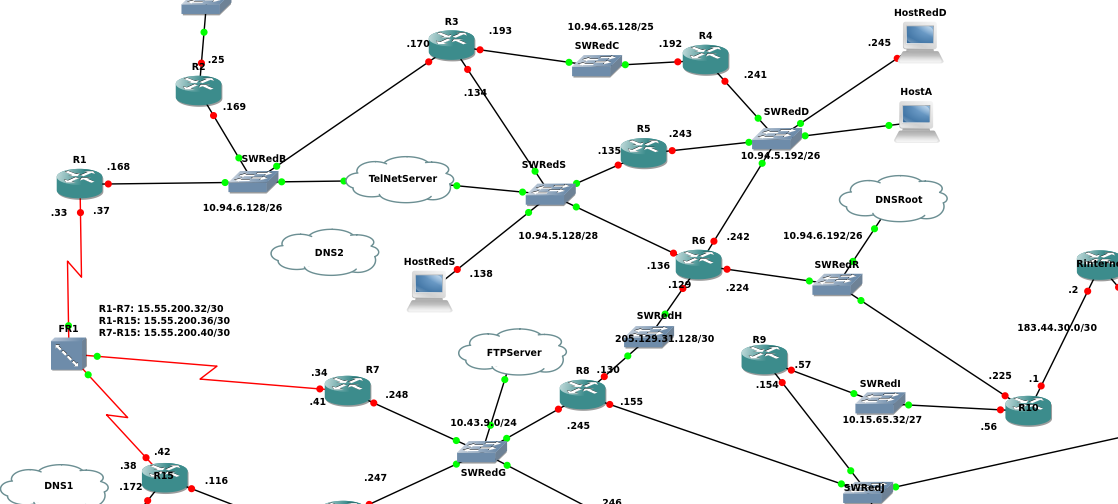 HostRedD
R3
.193
10.94.65.128/25
R4
.170
SWRedC
.192
.245
R2
.25
.241
HostA
.134
.169
SWRedD
R5
.243
.135
10.94.5.192/26
R1
.168
SWRedB
SWRedS
TelNetServer
DNSRoot
.33
.37
10.94.6.128/26
10.94.5.128/28
R6
.242
10.94.6.192/26
DNS2
HostRedS
.138
.136
SWRedR
Rinterne
.129
.224
.2
R1-R7: 15.55.200.32/30
R1-R15: 15.55.200.36/30
R7-R15: 15.55.200.40/30
FR1
SWRedH
205.129.31.128/30
183.44.30.0/30
FTPServer
R9
.57
.34
R7
R8
.130
.154
SWRedI
.225
.1
.41
.248
.155
R10
10.15.65.32/27
10.43.9.0/24
.245
.56
.42
.38
R15
SWRedG
DNS1
.172
.116
.247
SWRedJ
.246